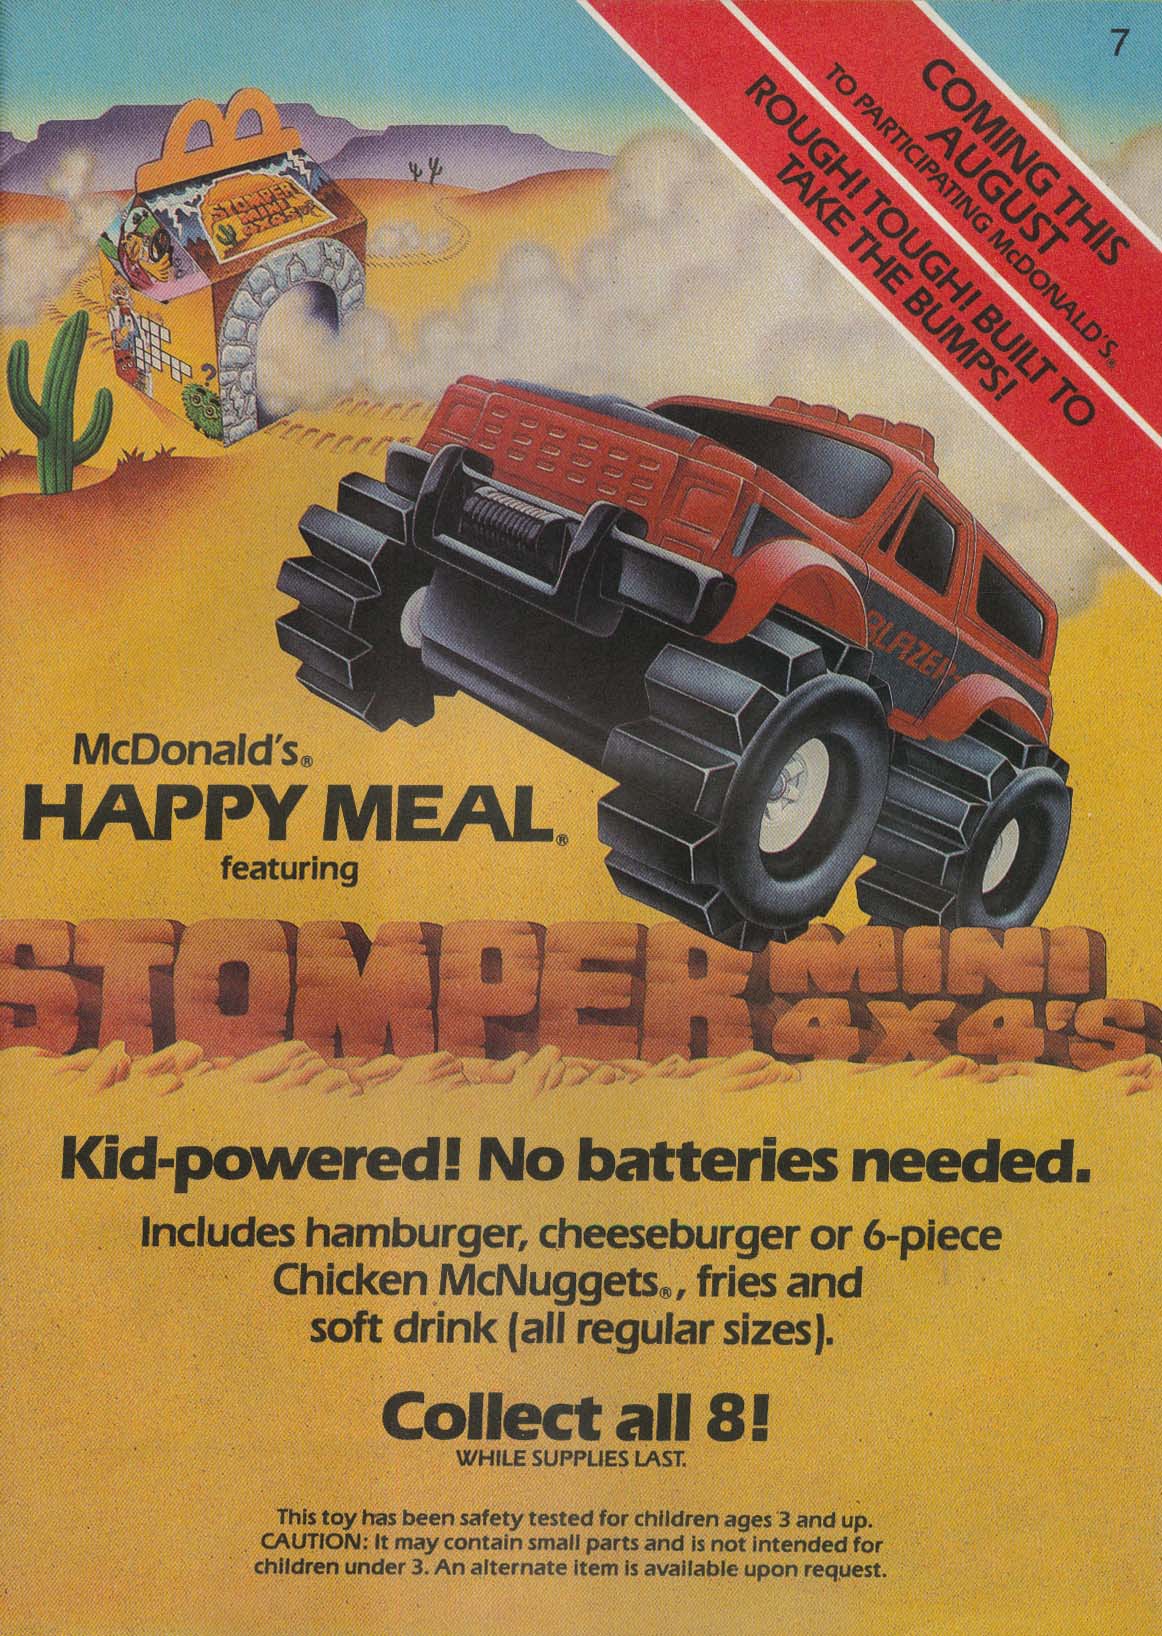 7
COMING THIS
AUGUST
TO PARTICIPATING McDONALD'S®
ROUGH! TOUGH! BUILT TO
TAKE THE BUMPS!
STOMPER
MINI
4X4'S
?
BLAZER
McDonald's®
HAPPY MEAL®
featuring
STOMPER MINI
4x4's
Kid-powered! No batteries needed.
Includes hamburger, cheeseburger or 6-piece
Chicken McNuggets®, fries and
soft drink (all regular sizes).
Collect all 8!
WHILE SUPPLIES LAST.
This toy has been safety tested for children ages 3 and up.
CAUTION: It may contain small parts and is not intended for
children under 3. An alternate item is available upon request.